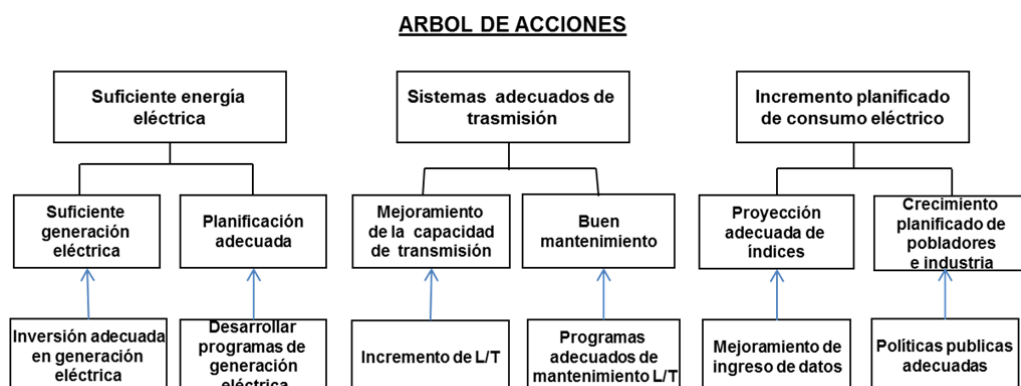 ARBOL DE ACCIONES
Suficiente energía
eléctrica
Sistemas adecuados de
trasmisión
Incremento planificado
de consumo eléctrico
Suficiente
generación
eléctrica
Planificación
adecuada
Mejoramiento
de la capacidad
de transmisión
Buen
mantenimiento
Proyección
adecuada de
índices
Crecimiento
planificado de
pobladores
e industria
Inversión adecuada
en generación
eléctrica
Desarrollar
programas de
generación
eléctrica
Incremento de L/T
Programas
adecuados de
mantenimiento L/T
Mejoramiento de
ingreso de datos
Políticas publicas
adecuadas